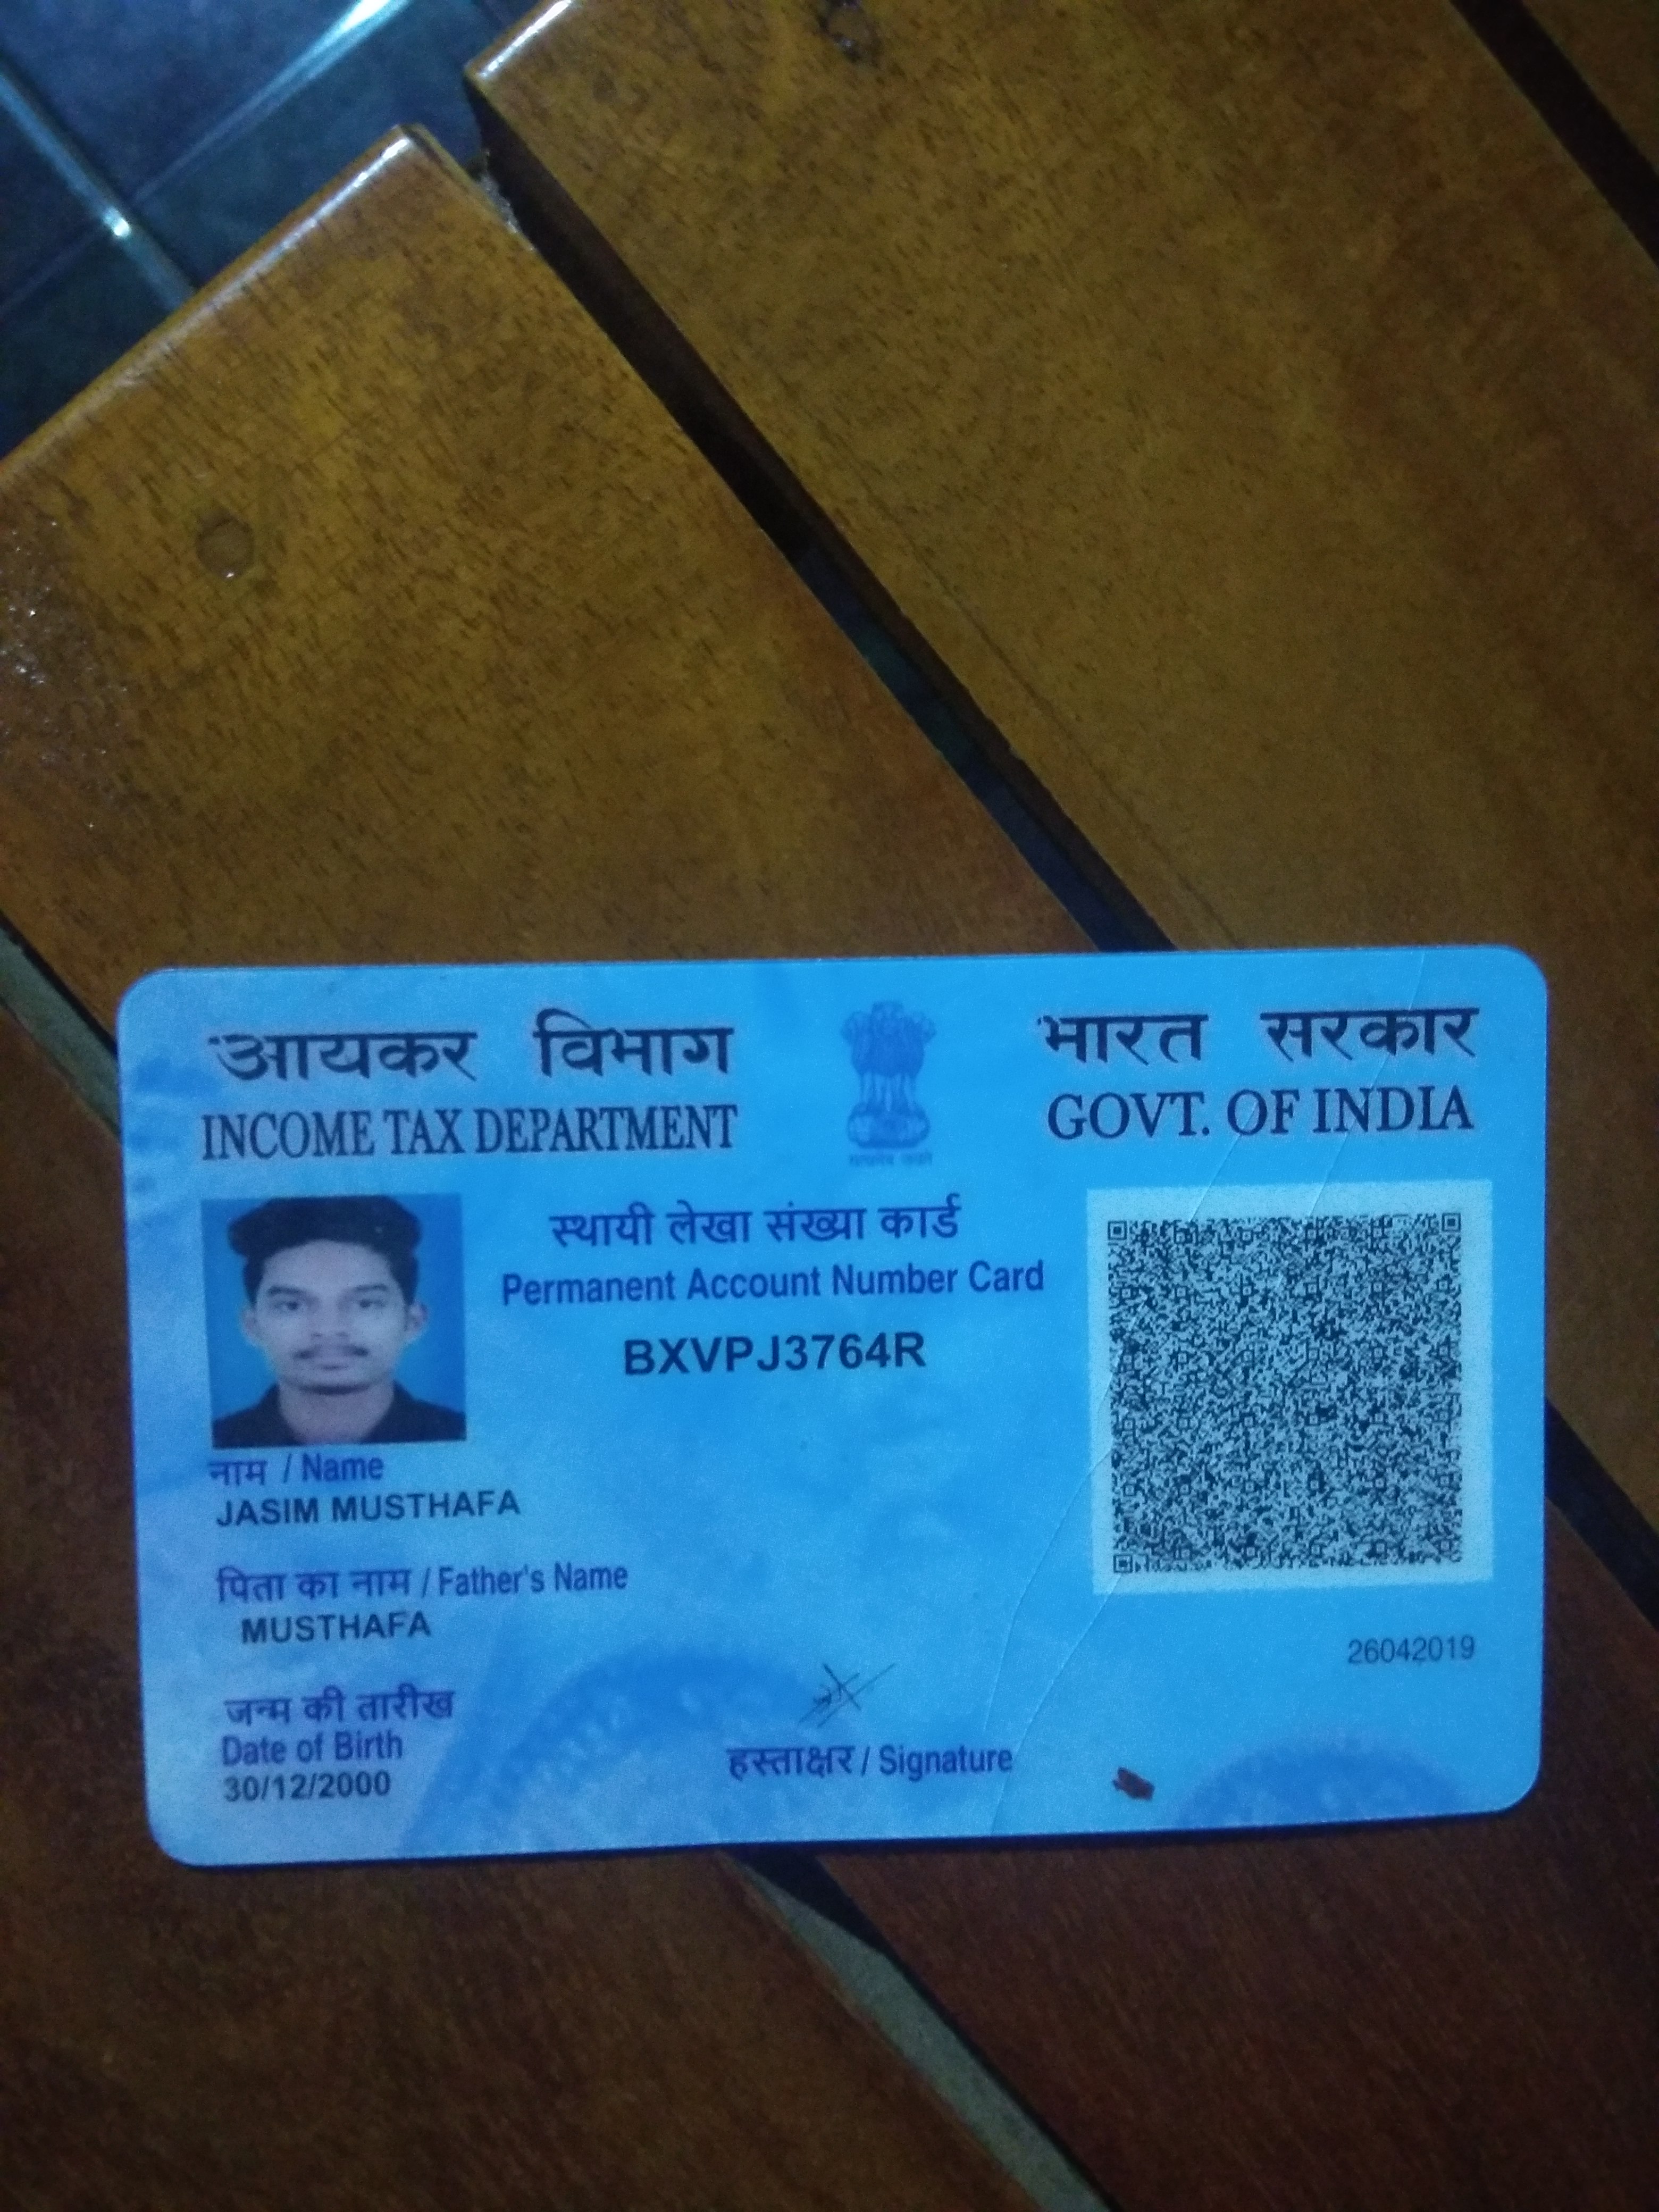 आयकर विभाग
INCOME TAX DEPARTMENT
भारत सरकार
GOVT. OF INDIA
स्थायी लेखा संख्या कार्ड
Permanent Account Number Card
BXVPJ3764R
नाम / Name
JASIM MUSTHAFA
पिता का नाम / Father's Name
MUSTHAFA
26042019
जन्म की तारीख
Date of Birth
30/12/2000
हस्ताक्षर / Signature